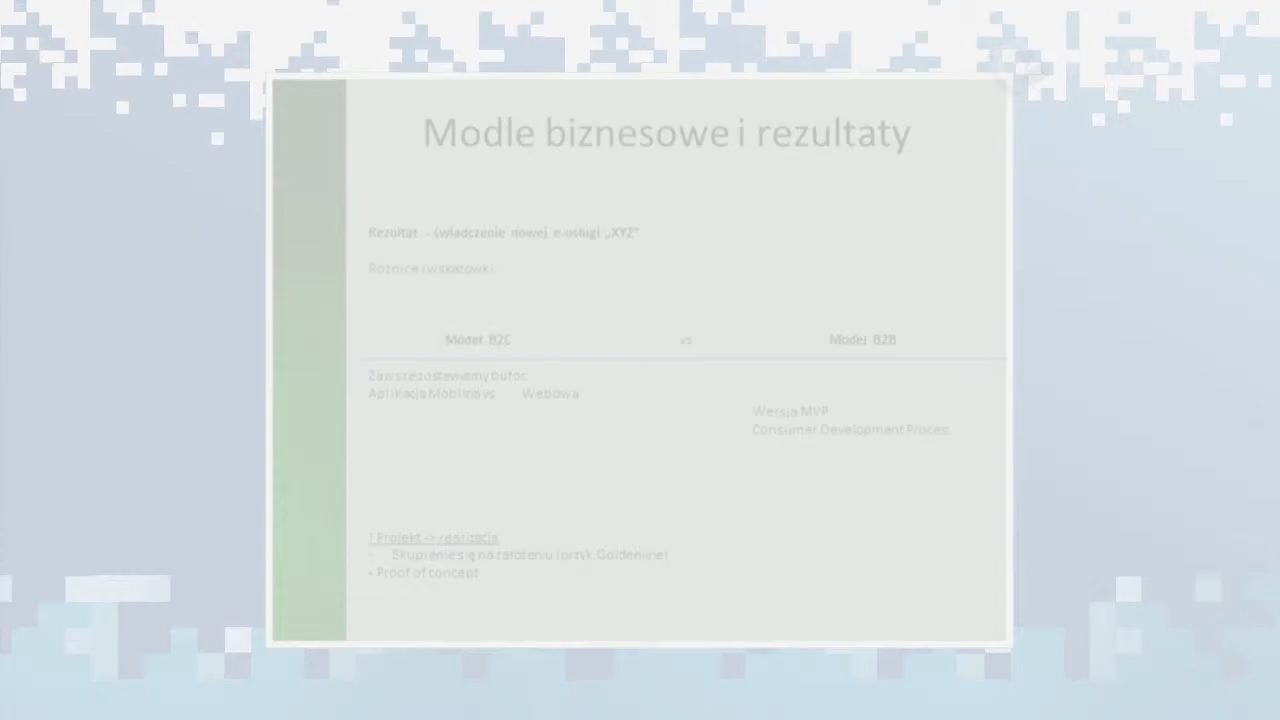 Modle biznesowe i rezultaty
Rezultat - świadczenie nowej e-usługi „XYZ”
Różnice i wskazówki
Model B2C vs Model B2B
Zawsze zostawiamy bufor.
Aplikacja Mobilna vs Webowa
Wersja MVP
Consumer Development Proces:
Projekt -> realizacja
- Skupienie się na założeniu (przyk. Goldenline)
- Proof of concept